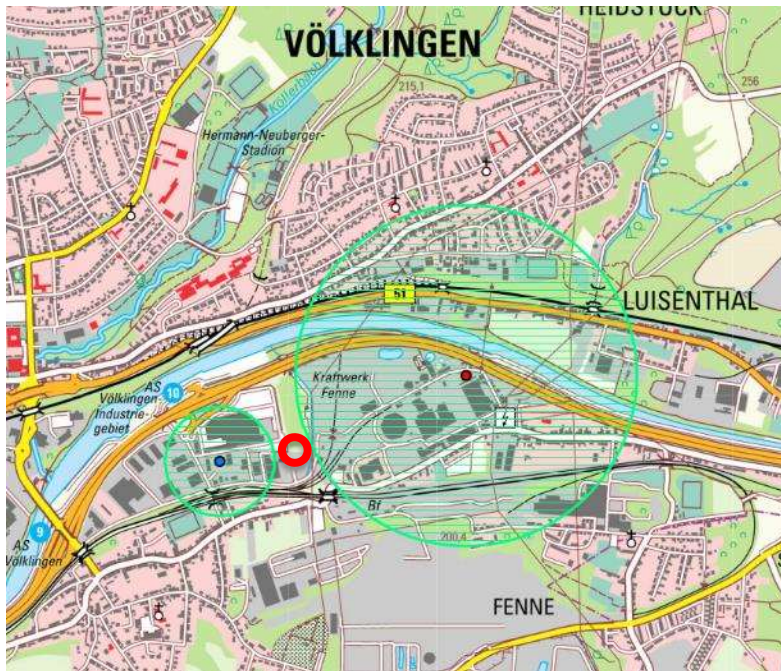 HEIDSTOCK
VÖLKLINGEN
215,1
256
Köllerbach
Hermann-Neuberger-
Stadion
51
LUISENTHAL
AS
Völklingen-
Industrie-
gebiet
10
Kraftwerk
Fenne
Bf
9
AS
Völklingen
200,4
FENNE